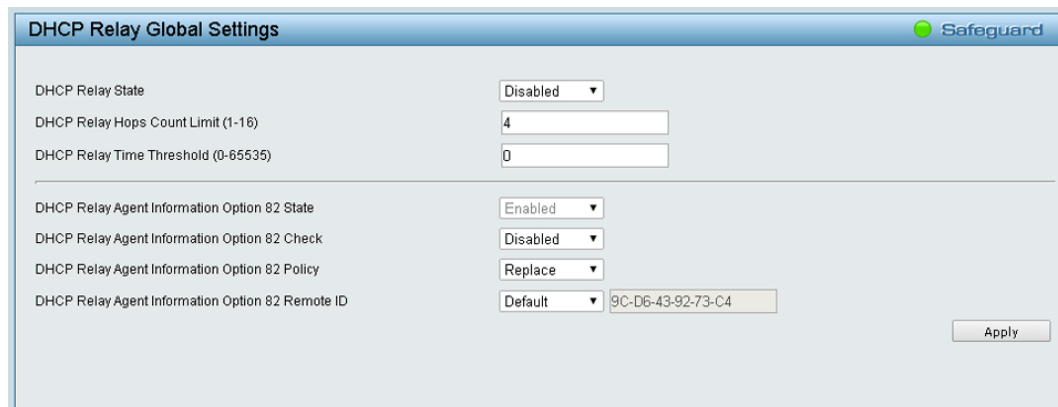 DHCP Relay Global Settings
Safeguard
DHCP Relay State Disabled
DHCP Relay Hops Count Limit (1-16) 4
DHCP Relay Time Threshold (0-65535) 0
DHCP Relay Agent Information Option 82 State Enabled
DHCP Relay Agent Information Option 82 Check Disabled
DHCP Relay Agent Information Option 82 Policy Replace
DHCP Relay Agent Information Option 82 Remote ID Default 9C-D6-43-92-73-C4
Apply